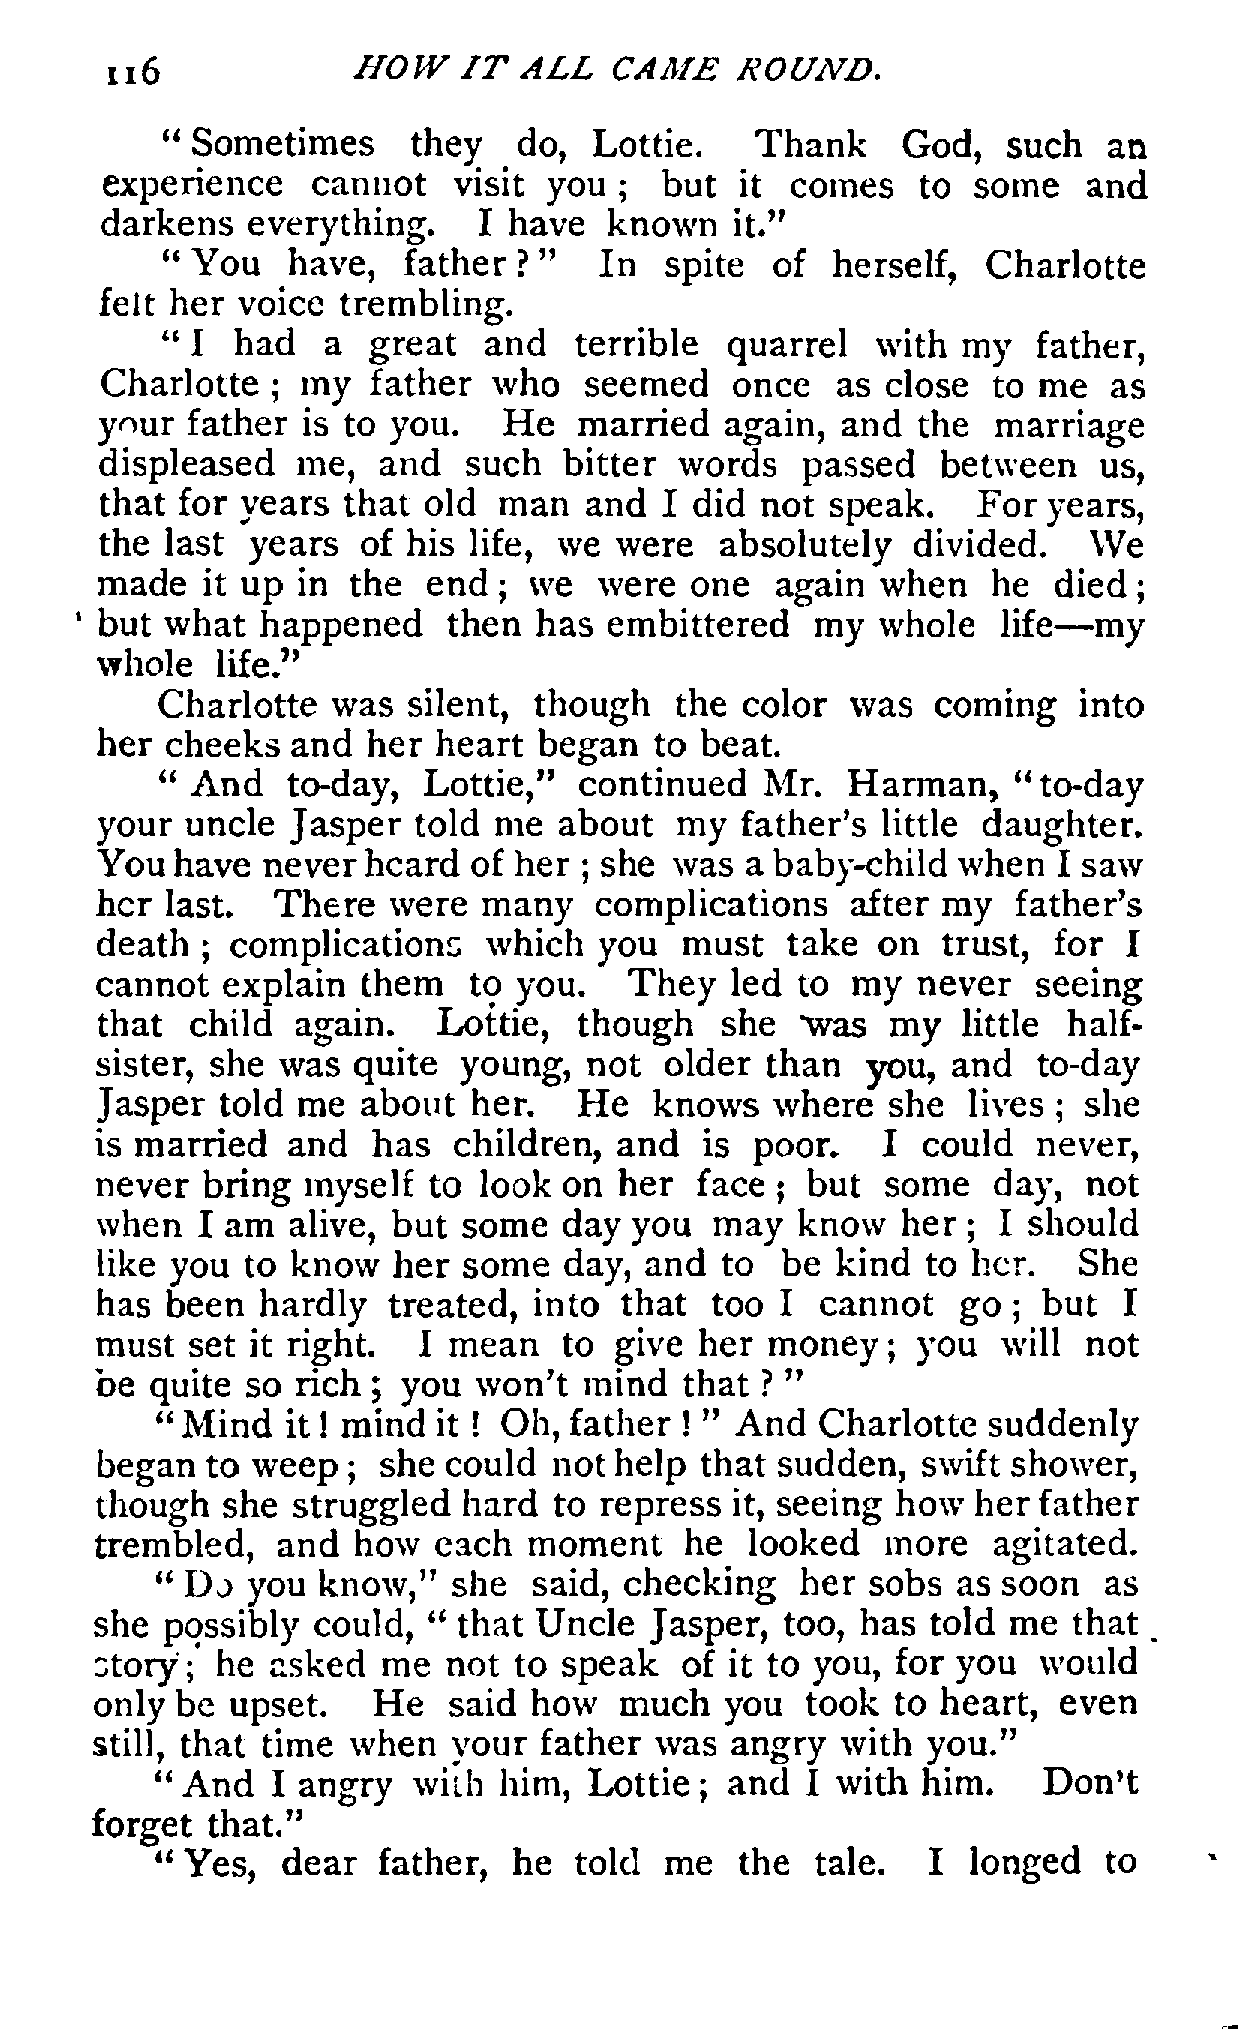 116 HOW IT ALL CAME ROUND.
“Sometimes they do, Lottie. Thank God, such an
experience cannot visit you; but it comes to some and
darkens everything. I have known it.”
“You have, father?” In spite of herself, Charlotte
felt her voice trembling.
“I had a great and terrible quarrel with my father,
Charlotte; my father who seemed once as close to me as
your father is to you. He married again, and the marriage
displeased me, and such bitter words passed between us,
that for years that old man and I did not speak. For years,
the last years of his life, we were absolutely divided. We
made it up in the end; we were one again when he died;
but what happened then has embittered my whole life—my
whole life.”
Charlotte was silent, though the color was coming into
her cheeks and her heart began to beat.
“And to-day, Lottie,” continued Mr. Harman, “to-day
your uncle Jasper told me about my father's little daughter.
You have never heard of her; she was a baby-child when I saw
her last. There were many complications after my father's
death; complications which you must take on trust, for I
cannot explain them to you. They led to my never seeing
that child again. Lottie, though she was my little half-
sister, she was quite young, not older than you, and to-day
Jasper told me about her. He knows where she lives; she
is married and has children, and is poor. I could never,
never bring myself to look on her face; but some day, not
when I am alive, but some day you may know her; I should
like you to know her some day, and to be kind to her. She
has been hardly treated, into that too I cannot go; but I
must set it right. I mean to give her money; you will not
be quite so rich; you won't mind that?”
“Mind it! mind it! Oh, father!” And Charlotte suddenly
began to weep; she could not help that sudden, swift shower,
though she struggled hard to repress it, seeing how her father
trembled, and how each moment he looked more agitated.
“Do you know,” she said, checking her sobs as soon as
she possibly could, “that Uncle Jasper, too, has told me that
story; he asked me not to speak of it to you, for you would
only be upset. He said how much you took to heart, even
still, that time when your father was angry with you.”
“And I angry with him, Lottie; and I with him. Don't
forget that.”
“Yes, dear father, he told me the tale. I longed to